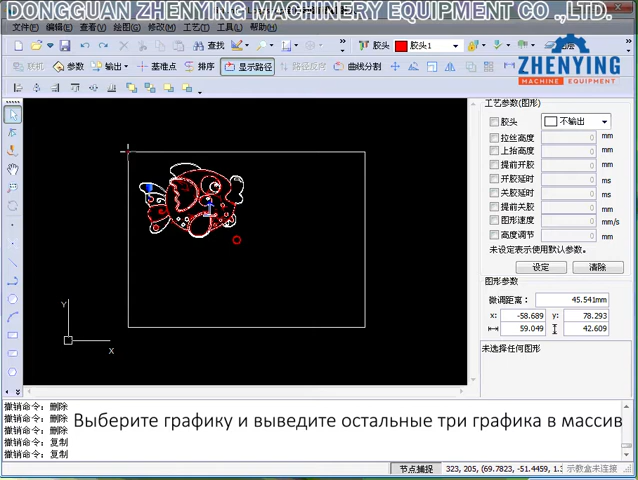 DONGGUAN ZHENYING MACHINERY EQUIPMENT CO .,LTD.
文件(F) 编辑(E) 查看(V) 绘图(G) 修改(M) 工艺(T) 工具(L) 帮助(H)
查找 胶头 胶头1 图层
联机 参数 输出 基准点 排序 显示路径 路径反向 曲线分割
ZHENYING
MACHINE EQUIPMENT
工艺参数(图形)
胶头 不输出
拉丝高度 0 mm
上抬高度 0 mm
提前开胶 0 mm
开胶延时 0 ms
关胶延时 0 ms
提前关胶 0 mm
图形速度 0 mm/s
高度调节 0 mm
未设定表示使用默认参数。
设定 清除
图形参数
微调距离： 45.541mm
x: -58.689 y: 78.293
59.049 42.609
未选择任何图形
Y
X
撤销命令：删除
撤销命令：删除
撤销命令：删除
撤销命令：复制
撤销命令：复制
Выберите графику и выведите остальные три графика в массив
节点捕捉 323, 205, (69.7823, -51.4459, 1.3 示教盒未连接